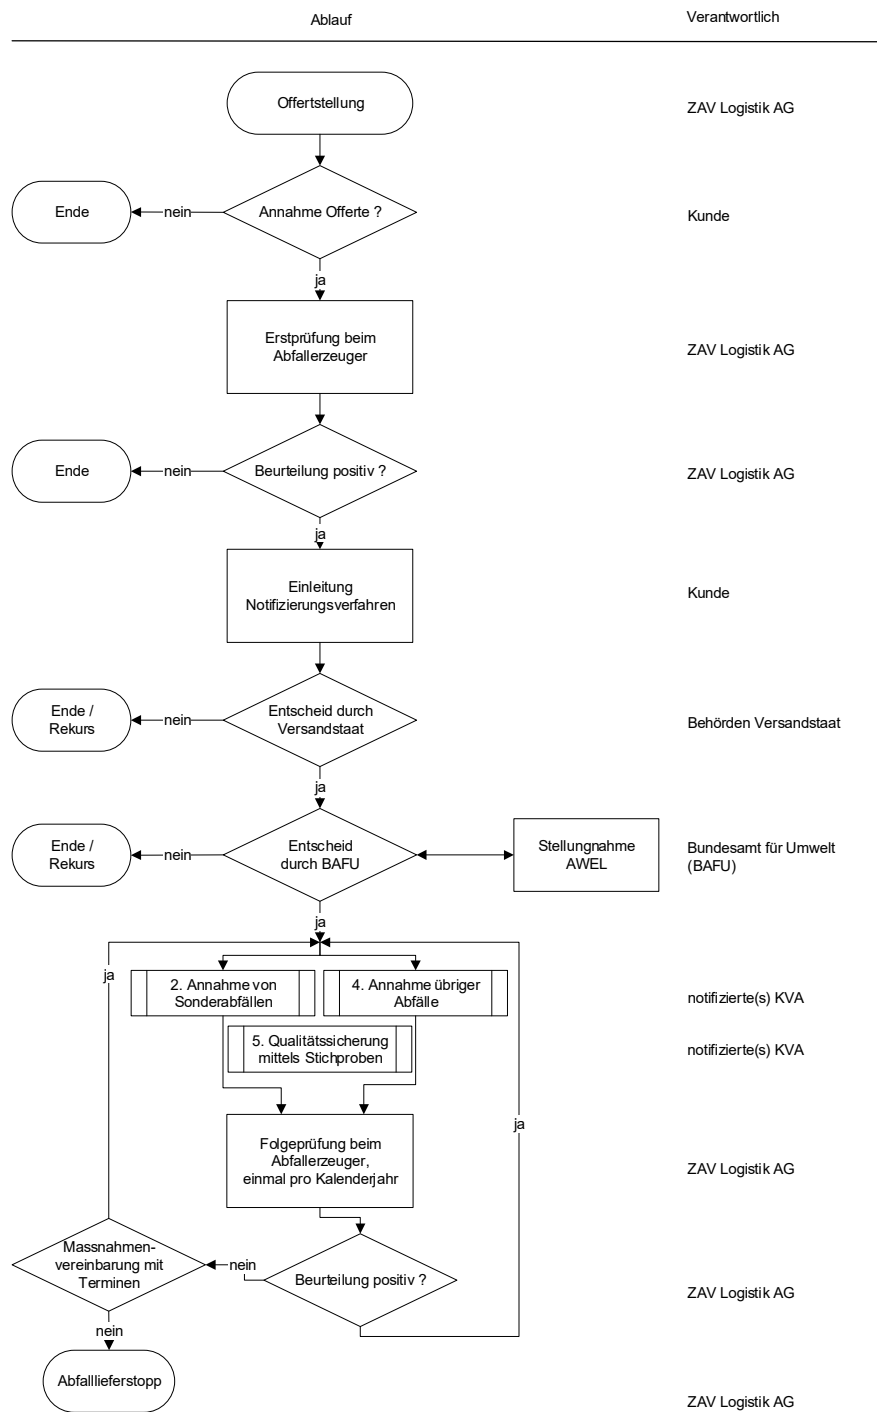 Ablauf
Verantwortlich
Offertstellung
ZAV Logistik AG
Ende
nein
Annahme Offerte ?
Kunde
ja
Erstprüfung beim
Abfallerzeuger
ZAV Logistik AG
Ende
nein
Beurteilung positiv ?
ZAV Logistik AG
ja
Einleitung
Notifizierungsverfahren
Kunde
Ende /
Rekurs
nein
Entscheid durch
Versandstaat
Behörden Versandstaat
ja
Ende /
Rekurs
nein
Entscheid
durch BAFU
Stellungnahme
AWEL
Bundesamt für Umwelt
(BAFU)
ja
ja
2. Annahme von
Sonderabfällen
4. Annahme übriger
Abfälle
notifizierte(s) KVA
5. Qualitätssicherung
mittels Stichproben
notifizierte(s) KVA
ja
Folgeprüfung beim
Abfallerzeuger,
einmal pro Kalenderjahr
ZAV Logistik AG
Massnahmen-
vereinbarung mit
Terminen
nein
Beurteilung positiv ?
ZAV Logistik AG
nein
Abfalllieferstopp
ZAV Logistik AG